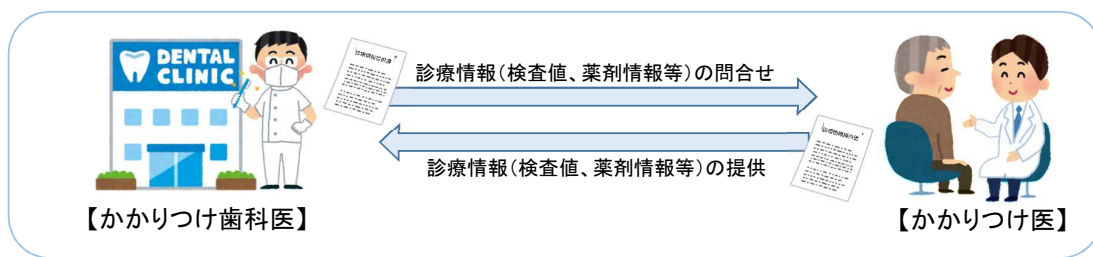 DENTAL
CLINIC
診療情報(検査値、薬剤情報等)の問合せ
診療情報(検査値、薬剤情報等)の提供
【かかりつけ歯科医】
【かかりつけ医】